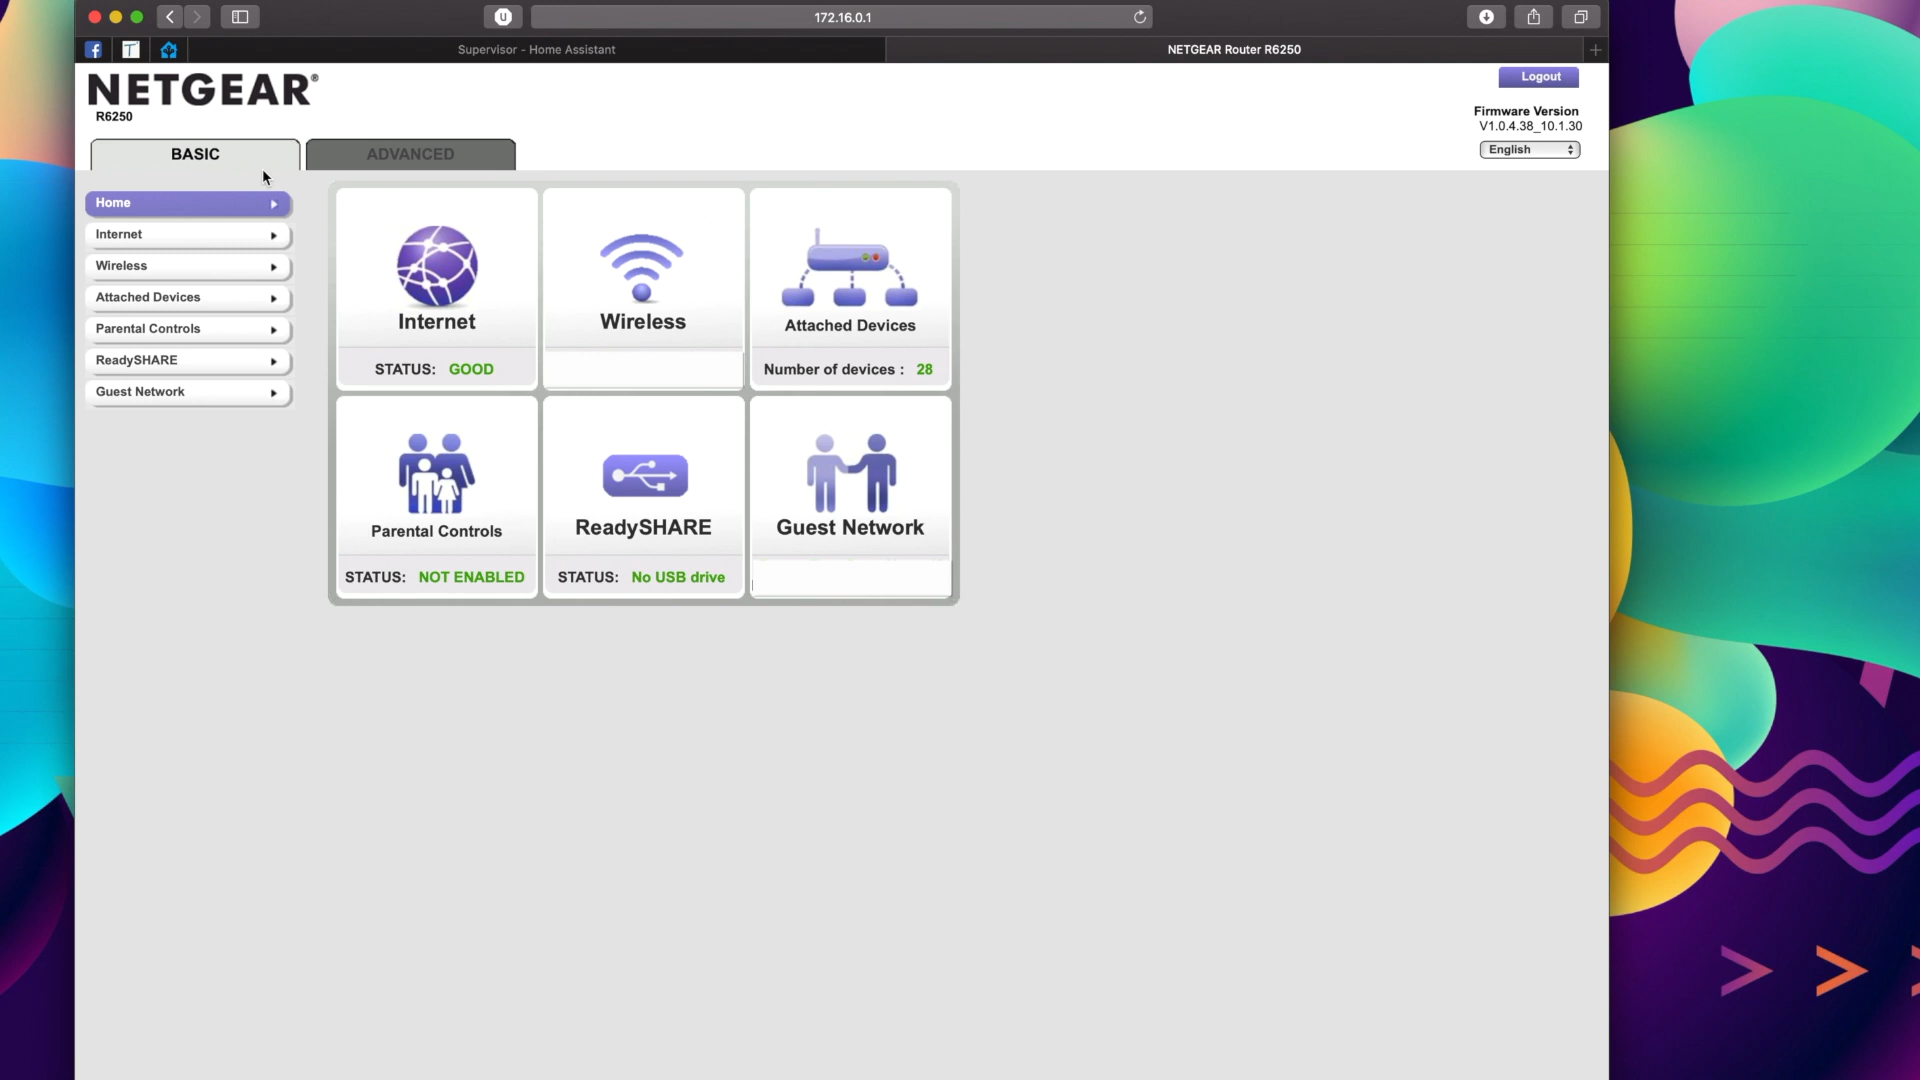 172.16.0.1
Supervisor - Home Assistant
NETGEAR Router R6250
NETGEAR®
R6250
Logout
Firmware Version
V1.0.4.38_10.1.30
English
BASIC
ADVANCED
Home
Internet
Wireless
Attached Devices
Parental Controls
ReadySHARE
Guest Network
Internet
STATUS: GOOD
Wireless
Attached Devices
Number of devices : 28
Parental Controls
STATUS: NOT ENABLED
ReadySHARE
STATUS: No USB drive
Guest Network